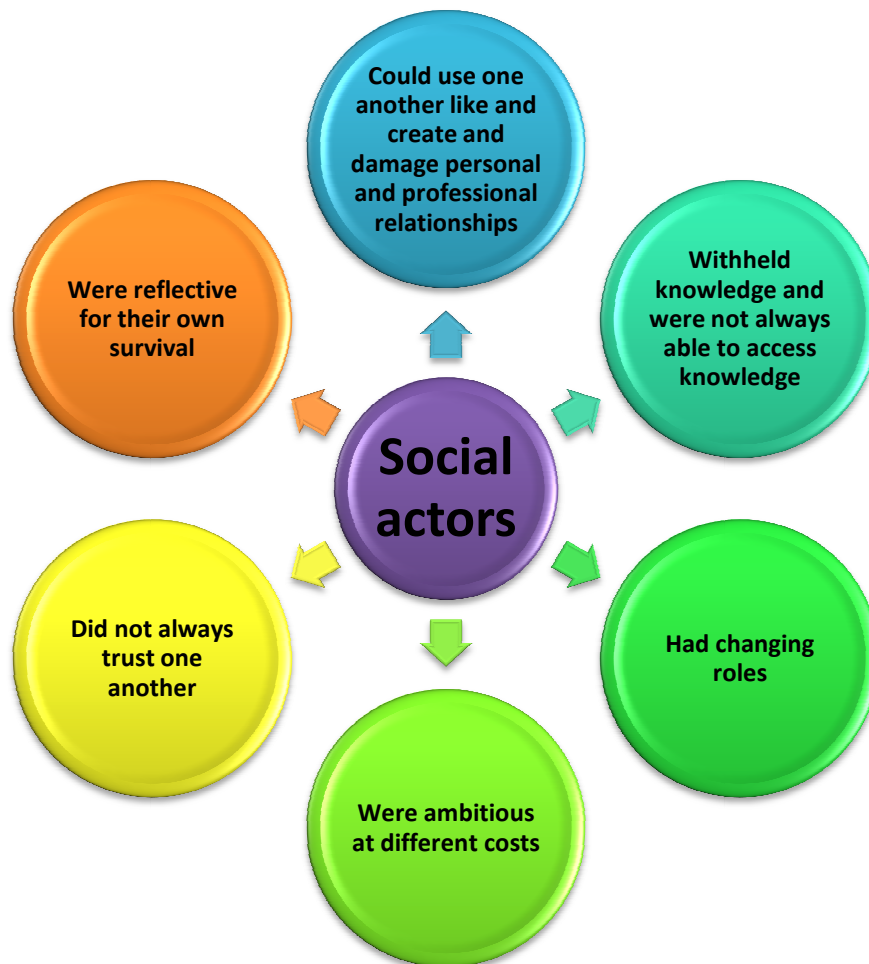 Could use one
another like and
create and
damage personal
and professional
relationships
Were reflective
for their own
survival
Withheld
knowledge and
were not always
able to access
knowledge
Social
actors
Did not always
trust one
another
Had changing
roles
Were ambitious
at different costs